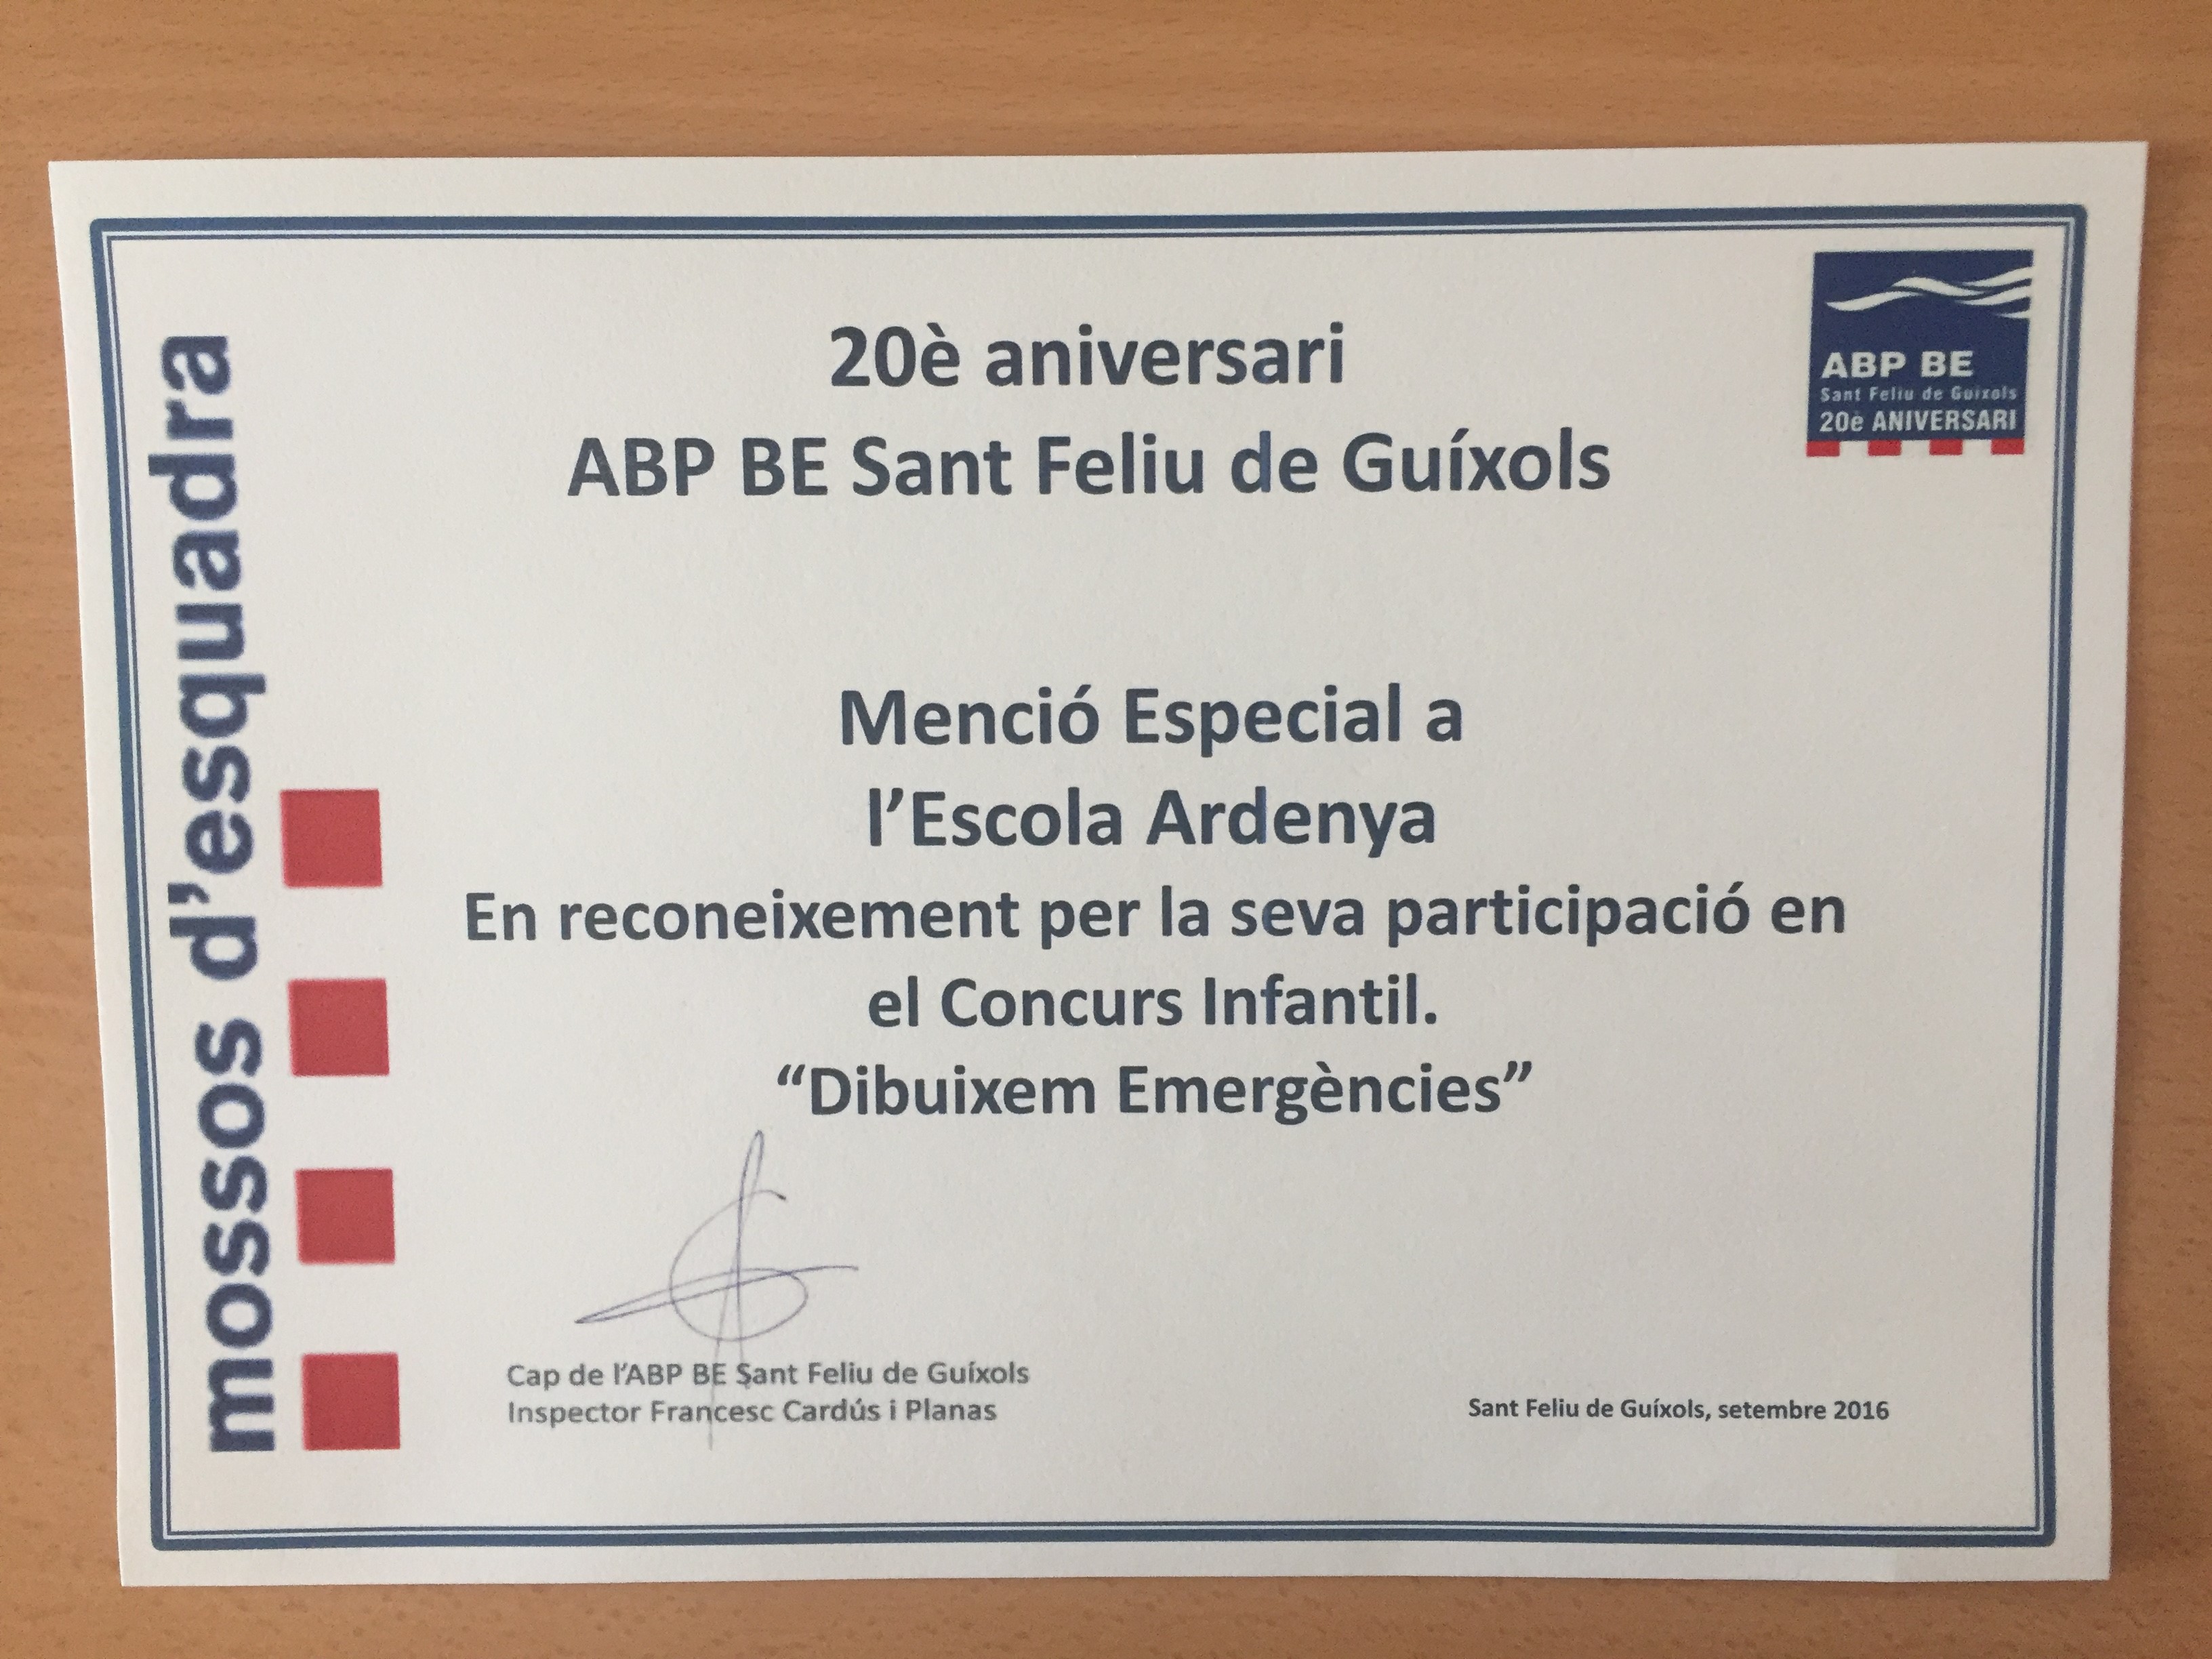 20è aniversari
ABP BE Sant Feliu de Guíxols
ABP BE
Sant Feliu de Guíxols
20è ANIVERSARI
mossos d'esquadra
Menció Especial a
l’Escola Ardenya
En reconeixement per la seva participació en
el Concurs Infantil.
“Dibuixem Emergències”
Cap de l’ABP BE Sant Feliu de Guíxols
Inspector Francesc Cardús i Planas
Sant Feliu de Guíxols, setembre 2016